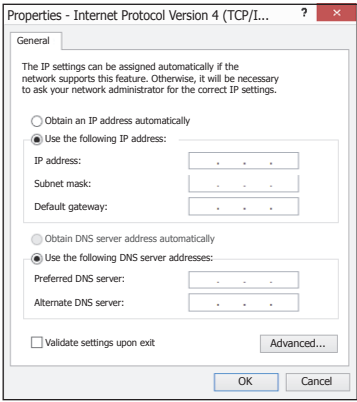 Properties - Internet Protocol Version 4 (TCP/I... ? ×
General
The IP settings can be assigned automatically if the
network supports this feature. Otherwise, it will be necessary
to ask your network administrator for the correct IP settings.
Obtain an IP address automatically
Use the following IP address:
IP address: . . .
Subnet mask: . . .
Default gateway: . . .
Obtain DNS server address automatically
Use the following DNS server addresses:
Preferred DNS server: . . .
Alternate DNS server: . . .
Validate settings upon exit
Advanced...
OK Cancel